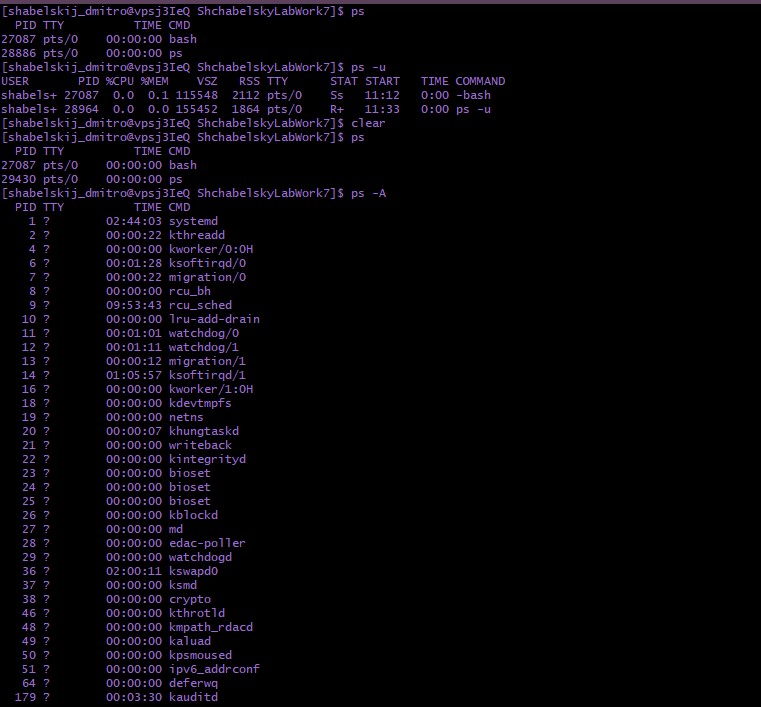 [shabelskij_dmitro@vpsj3IeQ ShchabelskyLabWork7]$ ps
  PID TTY          TIME CMD
27087 pts/0    00:00:00 bash
28886 pts/0    00:00:00 ps
[shabelskij_dmitro@vpsj3IeQ ShchabelskyLabWork7]$ ps -u
USER       PID %CPU %MEM    VSZ   RSS TTY      STAT START   TIME COMMAND
shabels+ 27087  0.0  0.1 115548  2112 pts/0    Ss   11:12   0:00 -bash
shabels+ 28964  0.0  0.0 155452  1864 pts/0    R+   11:33   0:00 ps -u
[shabelskij_dmitro@vpsj3IeQ ShchabelskyLabWork7]$ clear
[shabelskij_dmitro@vpsj3IeQ ShchabelskyLabWork7]$ ps
  PID TTY          TIME CMD
27087 pts/0    00:00:00 bash
29430 pts/0    00:00:00 ps
[shabelskij_dmitro@vpsj3IeQ ShchabelskyLabWork7]$ ps -A
  PID TTY          TIME CMD
    1 ?        02:44:03 systemd
    2 ?        00:00:22 kthreadd
    4 ?        00:00:00 kworker/0:0H
    6 ?        00:01:28 ksoftirqd/0
    7 ?        00:00:22 migration/0
    8 ?        00:00:00 rcu_bh
    9 ?        09:53:43 rcu_sched
   10 ?        00:00:00 lru-add-drain
   11 ?        00:01:01 watchdog/0
   12 ?        00:01:11 watchdog/1
   13 ?        00:00:12 migration/1
   14 ?        01:05:57 ksoftirqd/1
   16 ?        00:00:00 kworker/1:0H
   18 ?        00:00:00 kdevtmpfs
   19 ?        00:00:00 netns
   20 ?        00:00:07 khungtaskd
   21 ?        00:00:00 writeback
   22 ?        00:00:00 kintegrityd
   23 ?        00:00:00 bioset
   24 ?        00:00:00 bioset
   25 ?        00:00:00 bioset
   26 ?        00:00:00 kblockd
   27 ?        00:00:00 md
   28 ?        00:00:00 edac-poller
   29 ?        00:00:00 watchdogd
   36 ?        02:00:11 kswapd0
   37 ?        00:00:00 ksmd
   38 ?        00:00:00 crypto
   46 ?        00:00:00 kthrotld
   48 ?        00:00:00 kmpath_rdacd
   49 ?        00:00:00 kaluad
   50 ?        00:00:00 kpsmoused
   51 ?        00:00:00 ipv6_addrconf
   64 ?        00:00:00 deferwq
  179 ?        00:03:30 kauditd